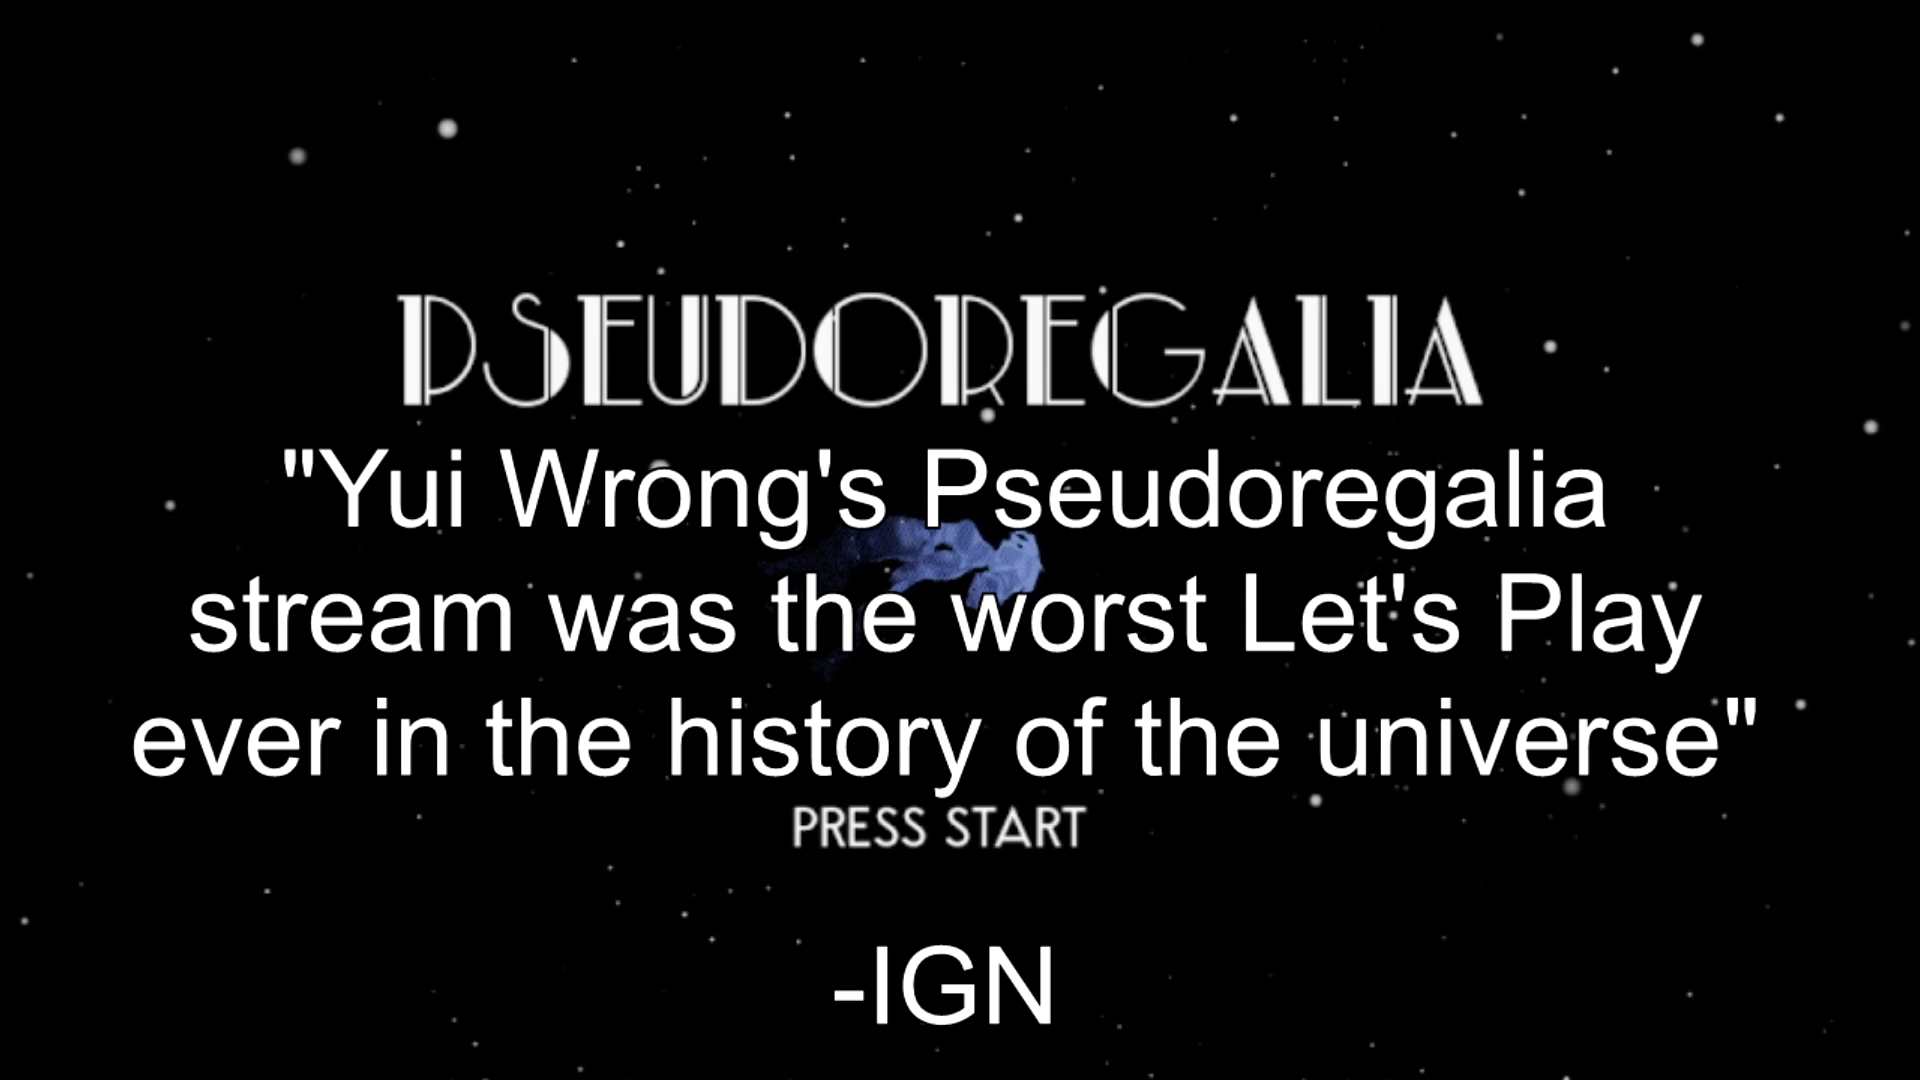 PSEUDOREGALIA
"Yui Wrong's Pseudoregalia
stream was the worst Let's Play
ever in the history of the universe"
PRESS START
-IGN